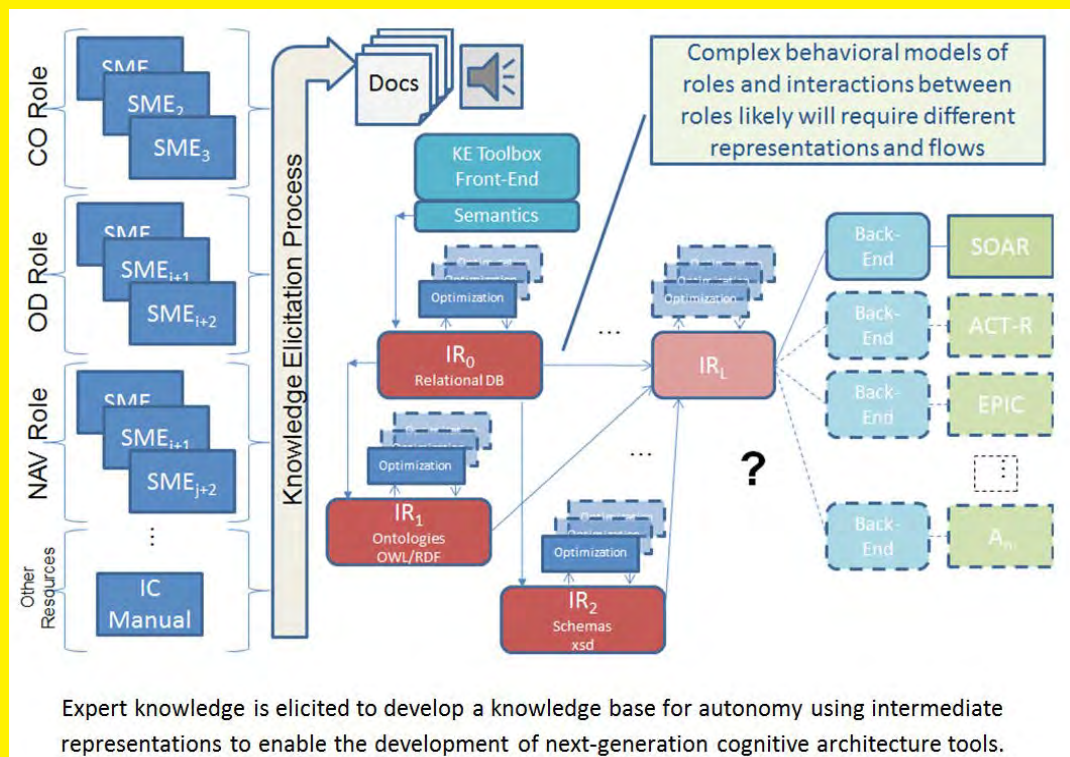 CO Role
SME
SME2
SME3
OD Role
SME
SMEi+1
SMEi+2
NAV Role
SME
SMEj+1
SMEj+2
...
Other
Resources
IC
Manual
Knowledge Elicitation Process
Docs
KE Toolbox
Front-End
Semantics
Optimization
IR0
Relational DB
Optimization
IR1
Ontologies
OWL/RDF
Optimization
IR2
Schemas
xsd
...
...
Optimization
IRL
?
Complex behavioral models of
roles and interactions between
roles likely will require different
representations and flows
Back-
End
SOAR
Back-
End
ACT-R
Back-
End
EPIC
...
Back-
End
Expert knowledge is elicited to develop a knowledge base for autonomy using intermediate
representations to enable the development of next-generation cognitive architecture tools.